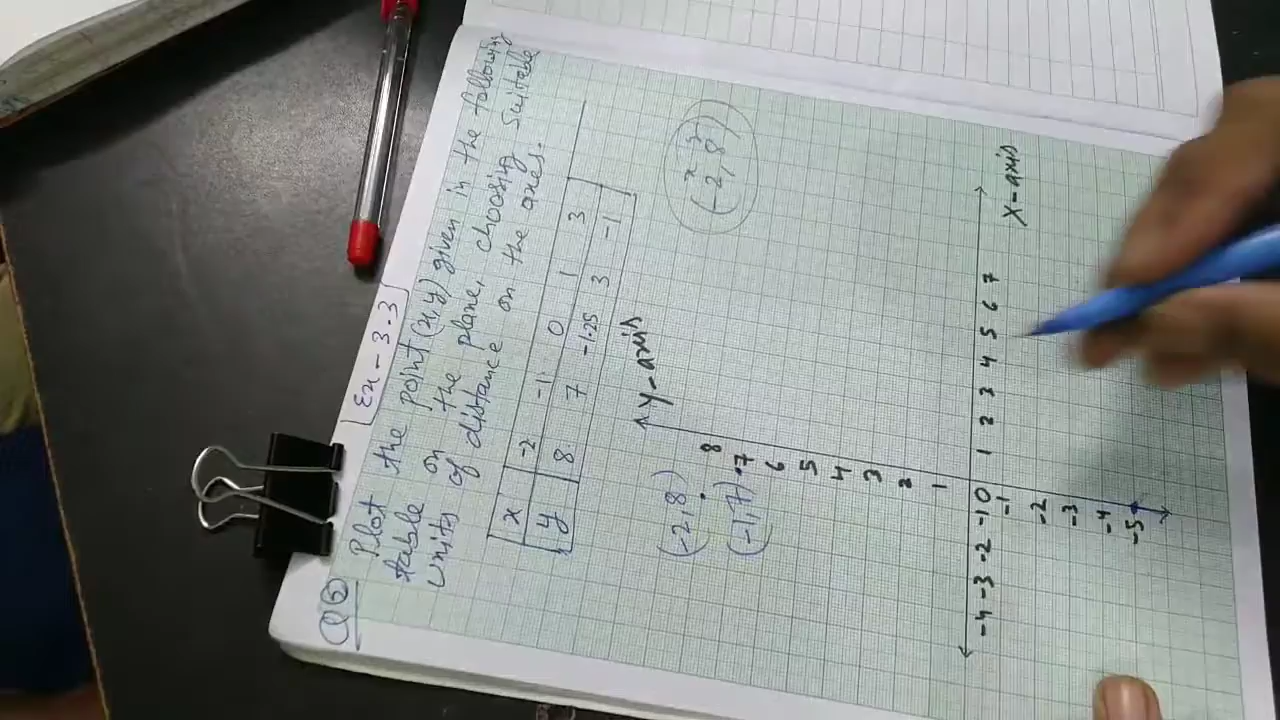 Ex-3.3
Q5 Plot the point (x,y) given in the following
table on the plane, choosing suitable
units of distance on the axes.
x -2 -1 0 1 3
y 8 7 -1.25 3 -1
x y
(-2, 8)
Y-axis
(-2, 8)
(-1, 7)
8
7
6
5
4
3
2
1
-4 -3 -2 -1 0 1 2 3 4 5 6 7
X-axis
-1
-2
-3
-4
-5